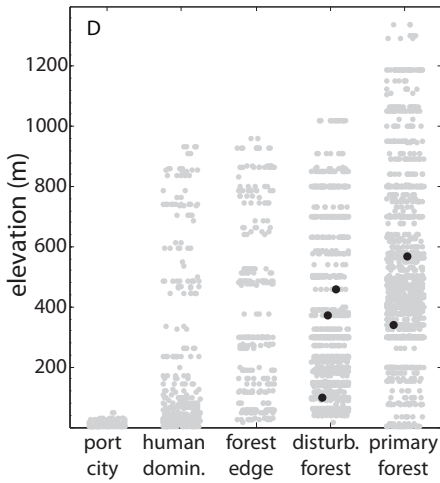 D
1200
1000
800
600
400
200
elevation (m)
port city
human domin.
forest edge
disturb. forest
primary forest